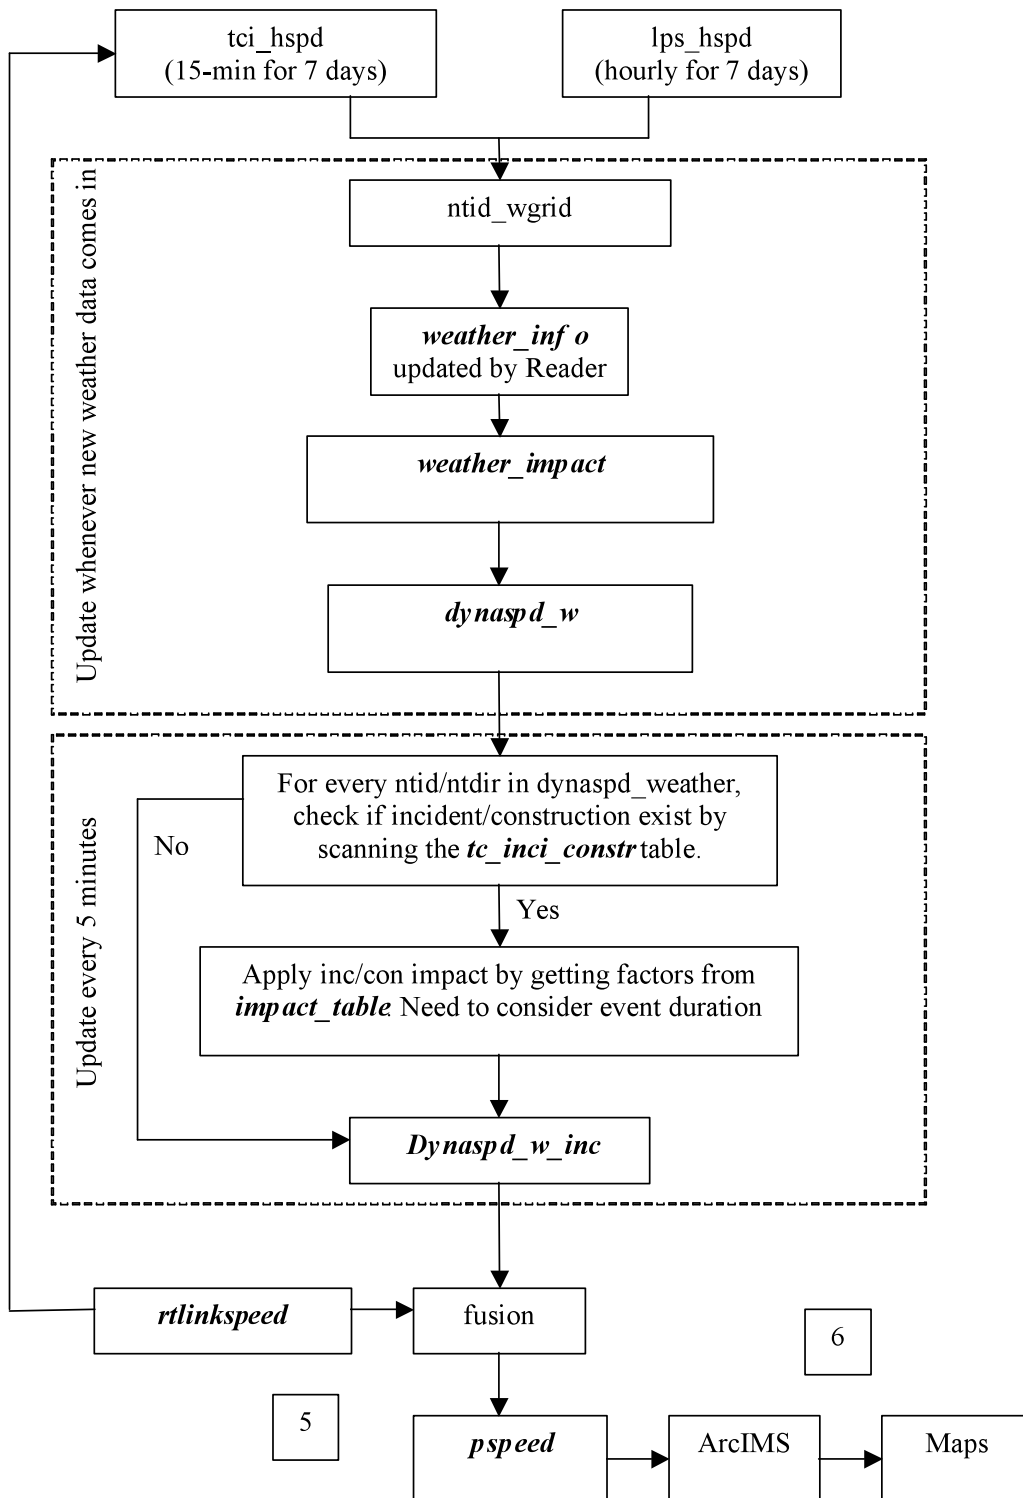 tci_hspd
(15-min for 7 days)
lps_hspd
(hourly for 7 days)
Update whenever new weather data comes in
ntid_wgrid
weather_inf o
updated by Reader
weather_impact
dynaspd_w
Update every 5 minutes
For every ntid/ntdir in dynaspd_weather,
check if incident/construction exist by
scanning the tc_inci_constr table.
No
Yes
Apply inc/con impact by getting factors from
impact_table. Need to consider event duration
Dynaspd_w_inc
rtlinkspeed
fusion
6
5
pspeed
ArcIMS
Maps